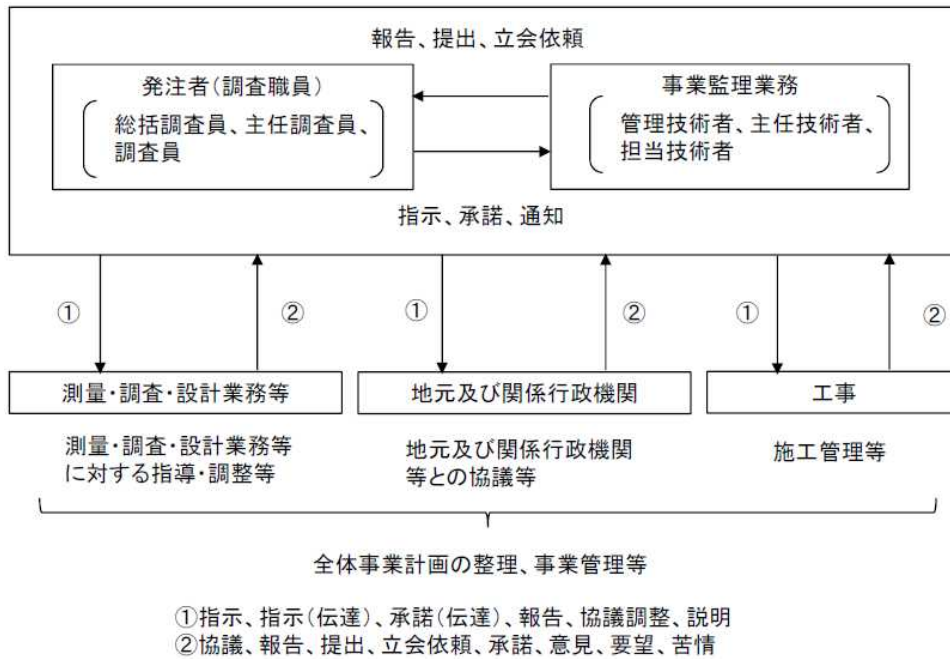 報告、提出、立会依頼
発注者(調査職員)
総括調査員、主任調査員、
調査員
事業監理業務
管理技術者、主任技術者、
担当技術者
指示、承諾、通知
①
②
①
②
①
②
測量・調査・設計業務等
地元及び関係行政機関
工事
測量・調査・設計業務等
に対する指導・調整等
地元及び関係行政機関
等との協議等
施工管理等
全体事業計画の整理、事業管理等
①指示、指示(伝達)、承諾(伝達)、報告、協議調整、説明
②協議、報告、提出、立会依頼、承諾、意見、要望、苦情